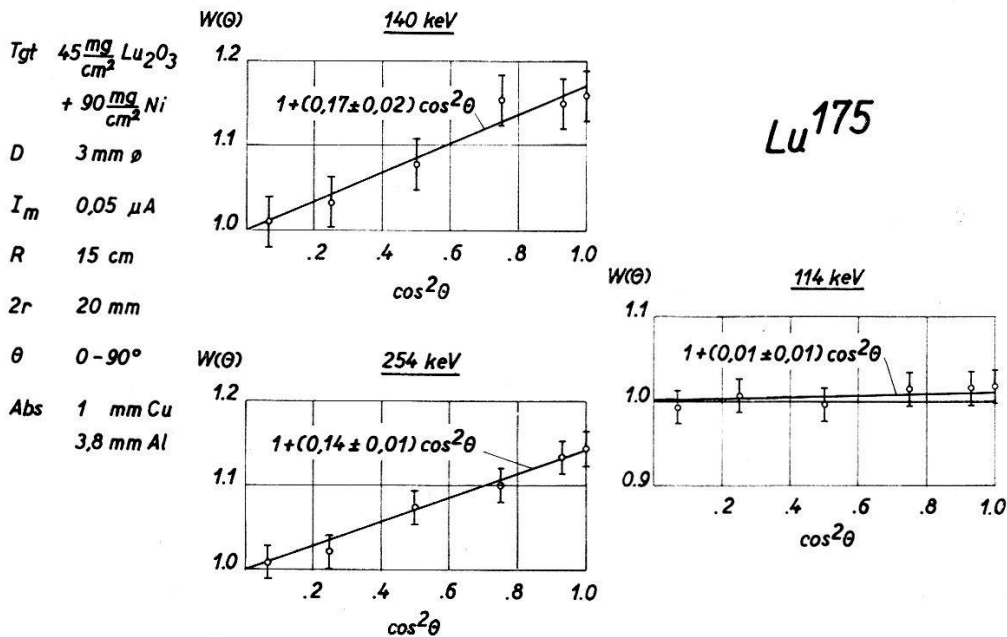 Tgt 45 mg/cm² Lu₂O₃
+ 90 mg/cm² Ni
D 3 mm ø
Iₘ 0,05 μA
R 15 cm
2r 20 mm
θ 0-90°
Abs 1 mm Cu
3,8 mm Al
W(Θ) 140 keV
1.2
1+(0,17±0,02) cos²θ
1.1
1.0
.2 .4 .6 .8 1.0
cos²θ
Lu¹⁷⁵
W(Θ) 254 keV
1.2
1+(0,14±0,01) cos²θ
1.1
1.0
.2 .4 .6 .8 1.0
cos²θ
W(Θ) 114 keV
1.1
1+(0,01±0,01) cos²θ
1.0
0.9
.2 .4 .6 .8 1.0
cos²θ